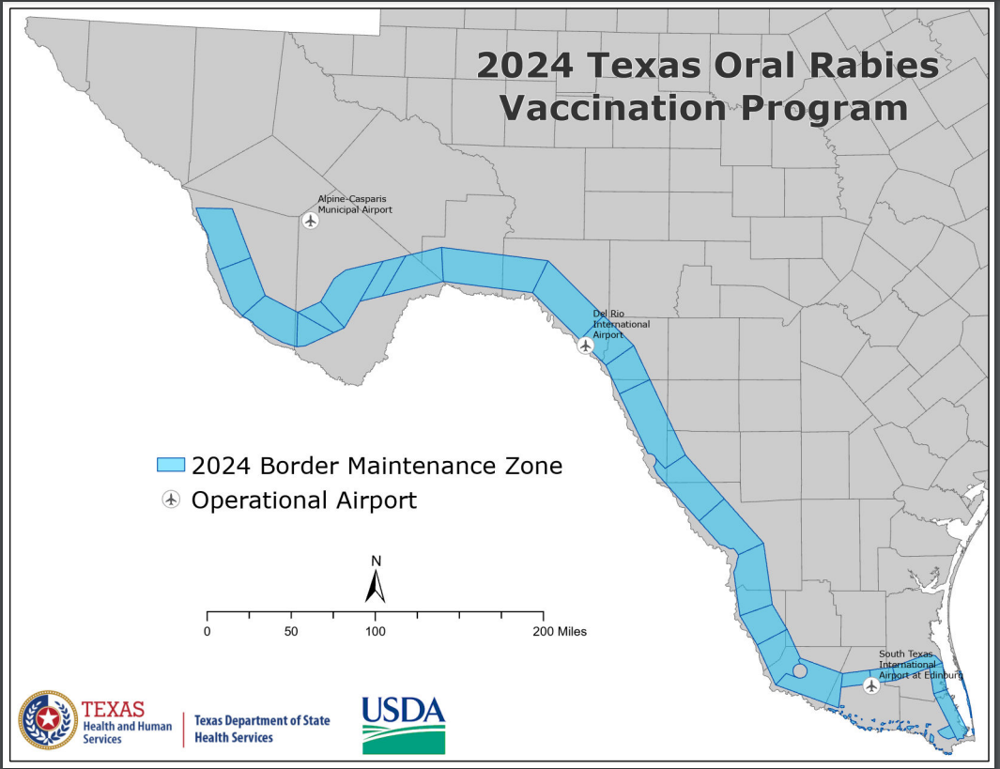 2024 Texas Oral Rabies
Vaccination Program
Alpine-Casparis
Municipal Airport
Del Rio
International
Airport
2024 Border Maintenance Zone
Operational Airport
N
0 50 100 200 Miles
South Texas
International
Airport at Edinburg
TEXAS
Health and Human
Services
Texas Department of State
Health Services
USDA